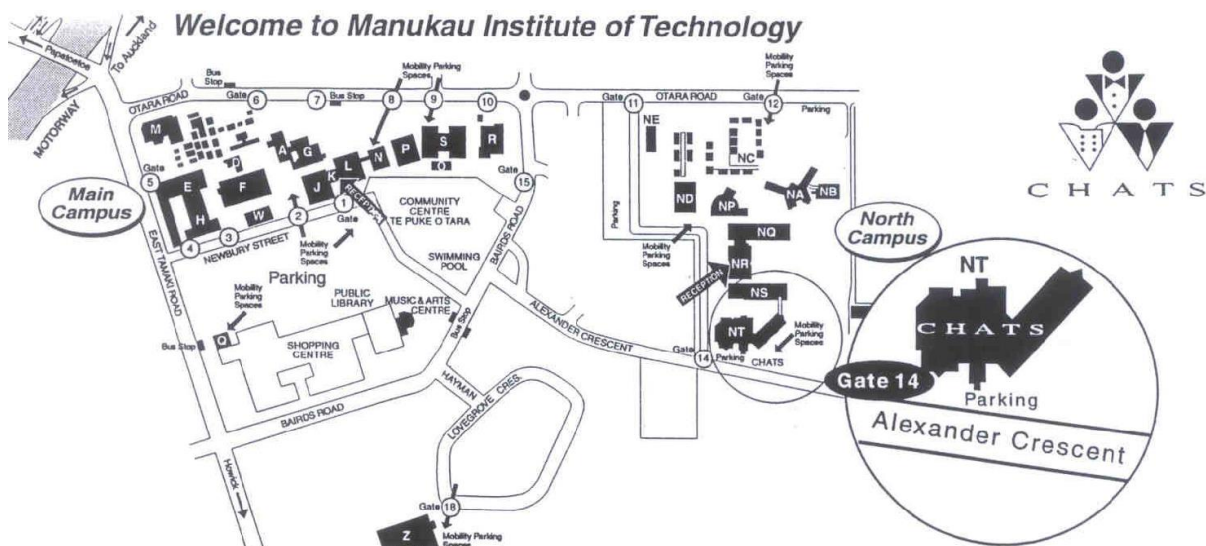 Welcome to Manukau Institute of Technology
Papatoetoe
To Auckland
MOTORWAY
Bus
Stop
OTARA ROAD
Gate
6
7
Bus Stop
Mobility Parking
Spaces
8
9
10
Gate
11
OTARA ROAD
Mobility
Parking
Spaces
Gate
12
Parking
CHATS
M
D
A
G
L
K
J
N
P
S
O
R
E
F
H
W
Gate
5
Main
Campus
4
3
2
1
Gate
RECEPTION
NEWBURY STREET
Mobility
Parking
Spaces
Parking
EAST TAMAKI ROAD
COMMUNITY
CENTRE
TE PUKE O TARA
SWIMMING
POOL
15
BAIRDS ROAD
Mobility
Parking
Spaces
Q
Bus Stop
PUBLIC
LIBRARY
MUSIC & ARTS
CENTRE
SHOPPING
CENTRE
Bus Stop
BAIRDS ROAD
Howick
HAYMAN
LOVEGROVE CRES.
Gate
18
Z
Mobility Parking
Spaces
ALEXANDER CRESCENT
NE
NC
ND
NP
NA
NB
Parking
Mobility
Parking
Spaces
NQ
NR
RECEPTION
NS
NT
Gate
14
Parking
CHATS
Mobility
Parking
Spaces
North
Campus
NT
CHATS
Gate 14
Parking
Alexander Crescent